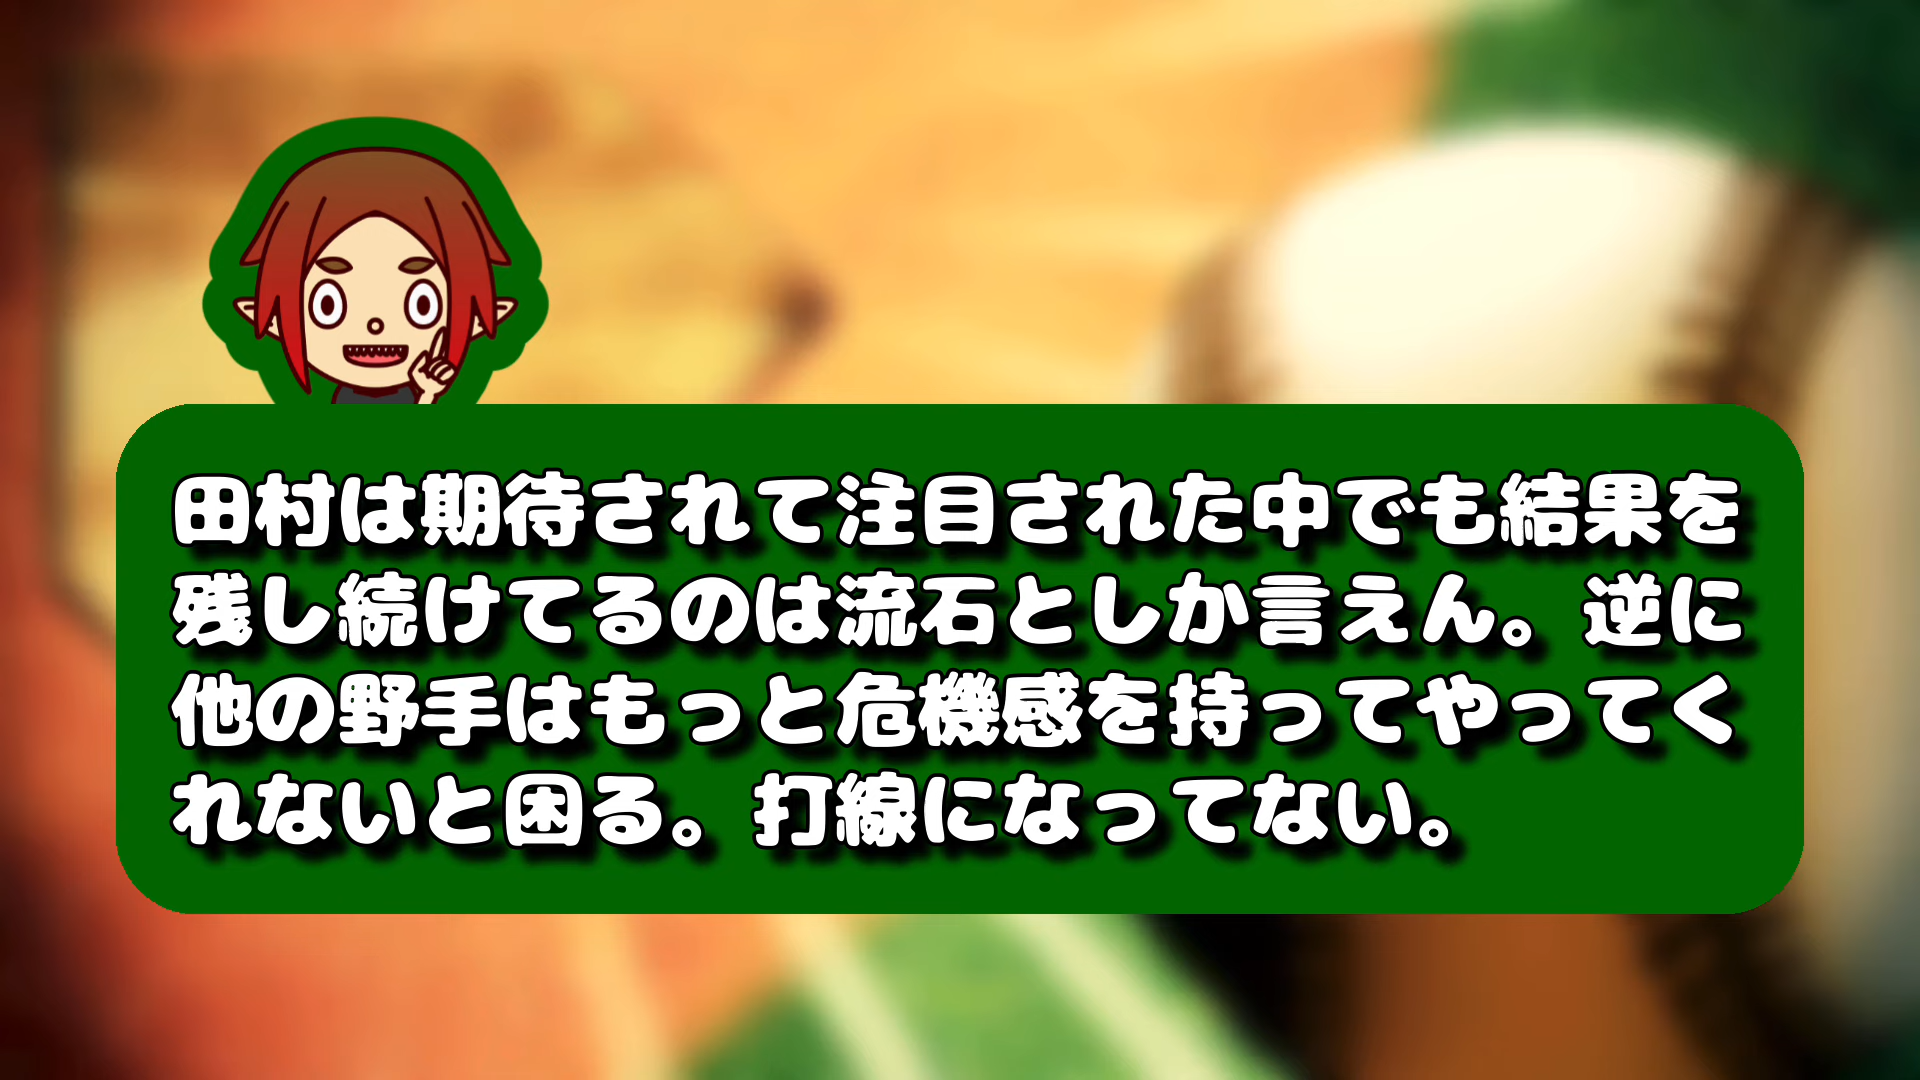 田村は期待されて注目された中でも結果を
残し続けてるのは流石としか言えん。逆に
他の野手はもっと危機感を持ってやってく
れないと困る。打線になってない。